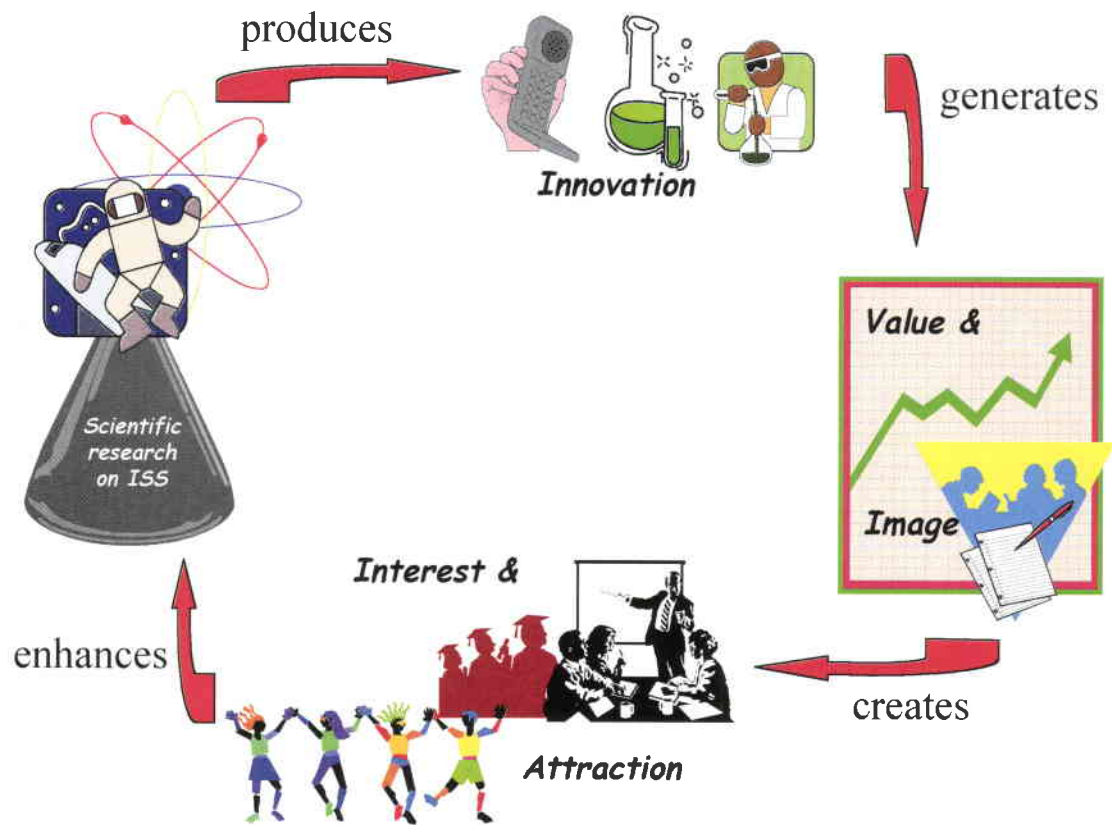 produces
Innovation
generates
Value &
Image
creates
Interest &
Attraction
enhances
Scientific
research
on ISS